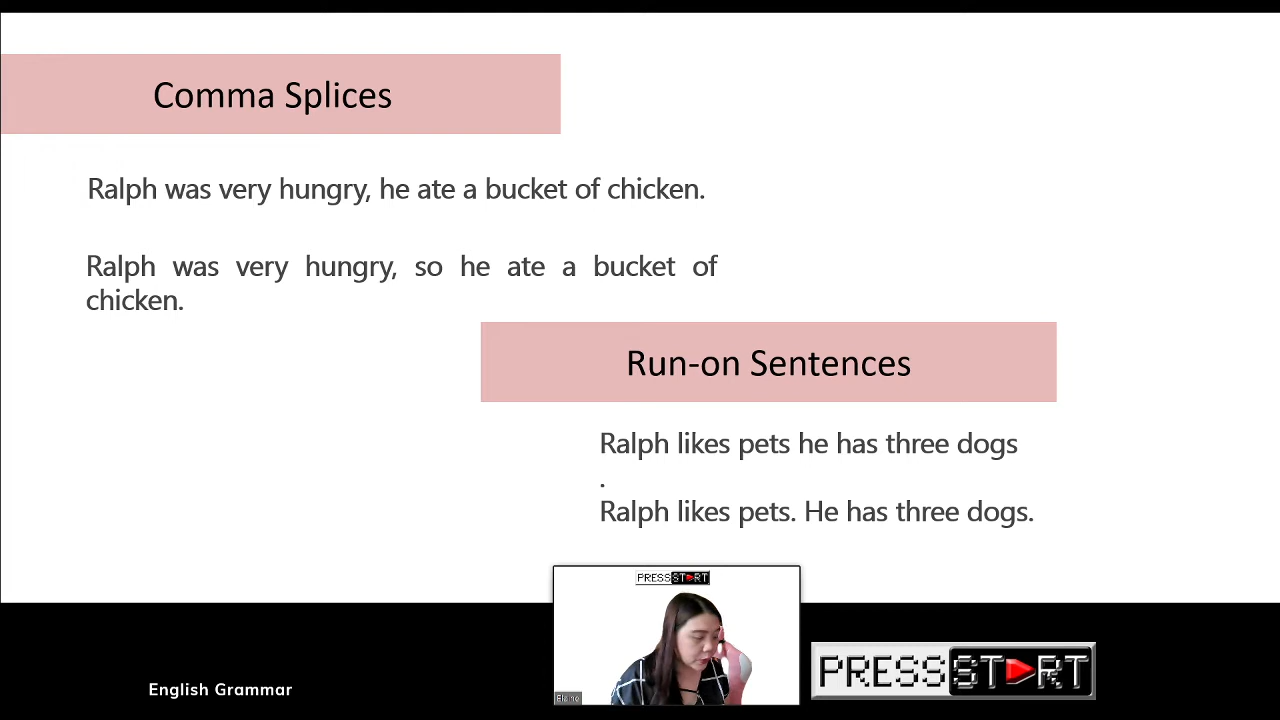 Comma Splices
Ralph was very hungry, he ate a bucket of chicken.
Ralph was very hungry, so he ate a bucket of
chicken.
Run-on Sentences
Ralph likes pets he has three dogs
.
Ralph likes pets. He has three dogs.
PRESS START
Elaine
English Grammar
PRESS START